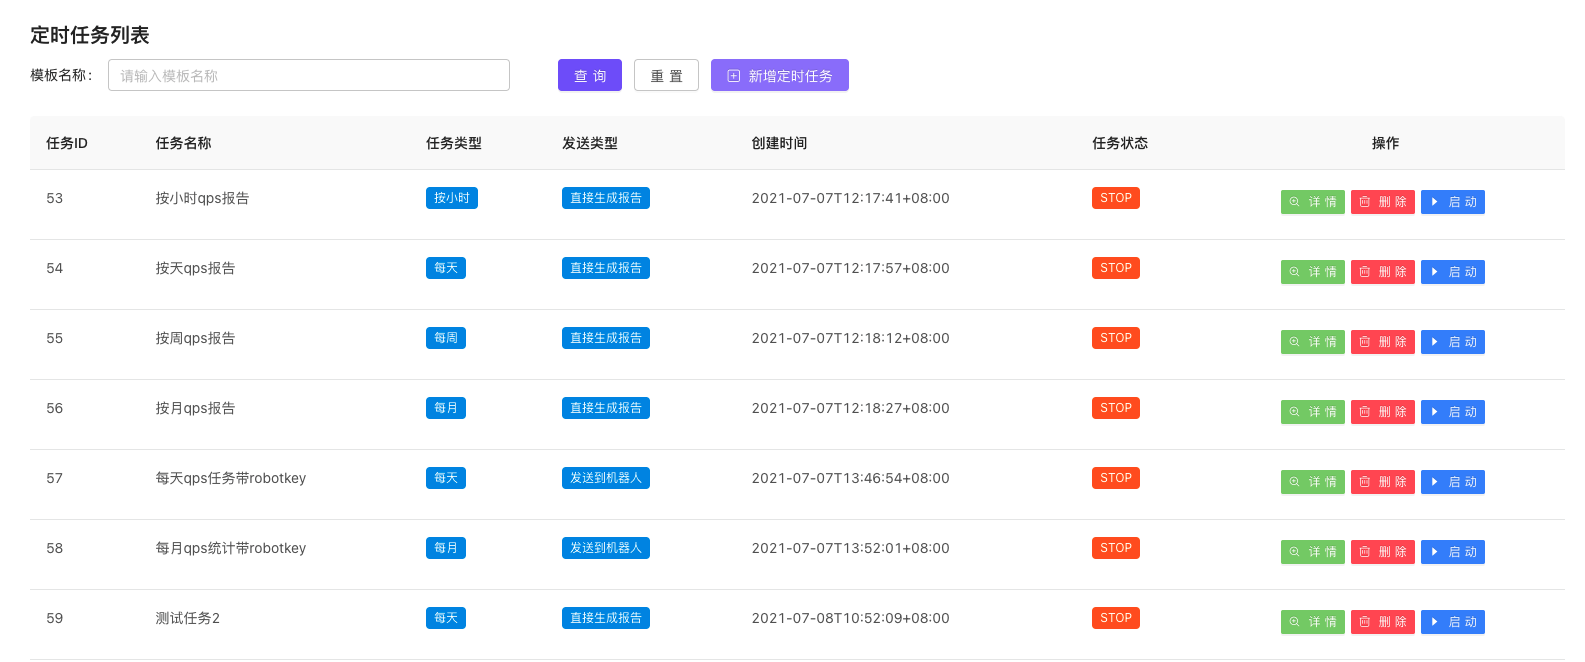 定时任务列表
模板名称: 请输入模板名称 查 询 重 置 新增定时任务
任务ID 任务名称 任务类型 发送类型 创建时间 任务状态 操作
53 按小时qps报告 按小时 直接生成报告 2021-07-07T12:17:41+08:00 STOP 详 情 删 除 启 动
54 按天qps报告 每天 直接生成报告 2021-07-07T12:17:57+08:00 STOP 详 情 删 除 启 动
55 按周qps报告 每周 直接生成报告 2021-07-07T12:18:12+08:00 STOP 详 情 删 除 启 动
56 按月qps报告 每月 直接生成报告 2021-07-07T12:18:27+08:00 STOP 详 情 删 除 启 动
57 每天qps任务带robotkey 每天 发送到机器人 2021-07-07T13:46:54+08:00 STOP 详 情 删 除 启 动
58 每月qps统计带robotkey 每月 发送到机器人 2021-07-07T13:52:01+08:00 STOP 详 情 删 除 启 动
59 测试任务2 每天 直接生成报告 2021-07-08T10:52:09+08:00 STOP 详 情 删 除 启 动